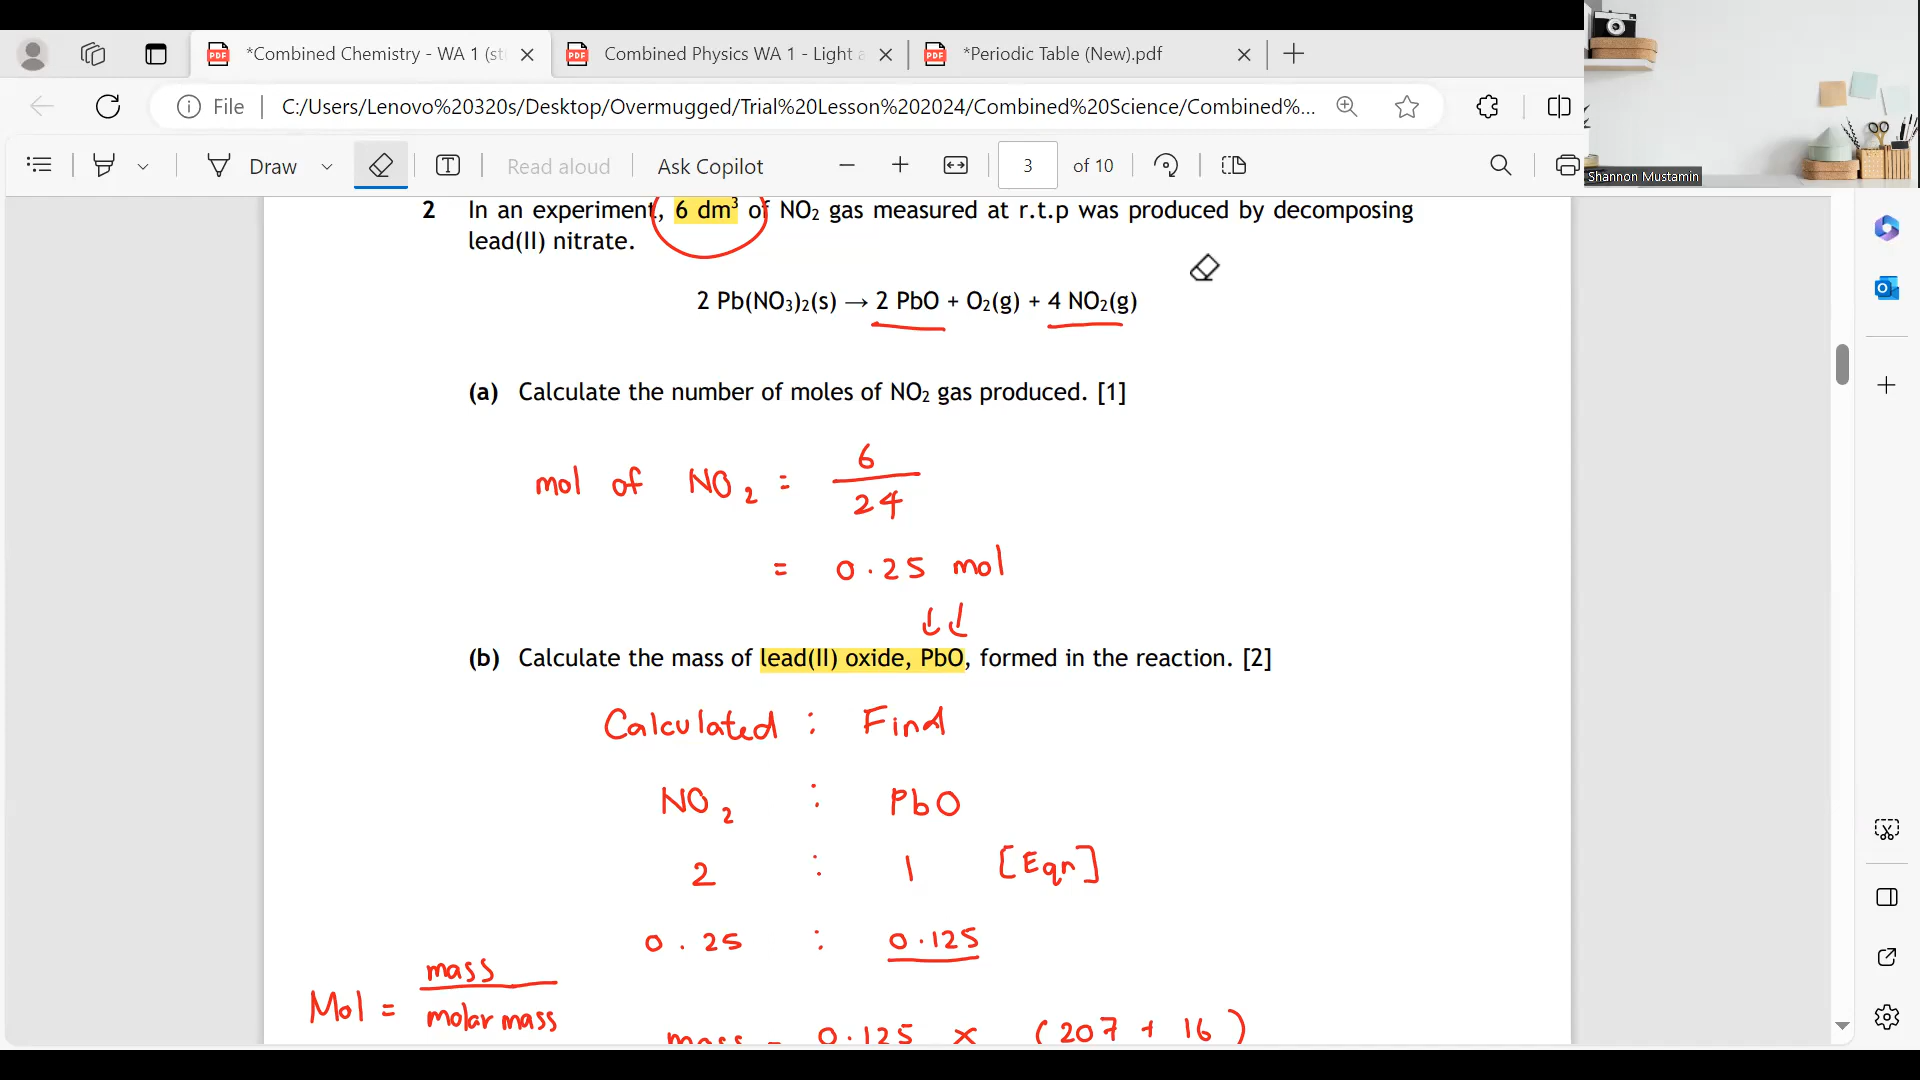 *Combined Chemistry - WA 1 (st
Combined Physics WA 1 - Light a
*Periodic Table (New).pdf
File
C:/Users/Lenovo%20320s/Desktop/Overmugged/Trial%20Lesson%202024/Combined%20Science/Combined%...
Draw
Read aloud
Ask Copilot
3 of 10
Shannon Mustamin
2 In an experiment, 6 dm³ of NO₂ gas measured at r.t.p was produced by decomposing
lead(II) nitrate.
2 Pb(NO₃)₂(s) → 2 PbO + O₂(g) + 4 NO₂(g)
(a) Calculate the number of moles of NO₂ gas produced. [1]
mol of NO₂ = 6/24
= 0.25 mol
(b) Calculate the mass of lead(II) oxide, PbO, formed in the reaction. [2]
Calculated : Find
NO₂ : PbO
2 : 1 [Eqn]
0.25 : 0.125
Mol = mass/molar mass
mass = 0.125 x (207 + 16)